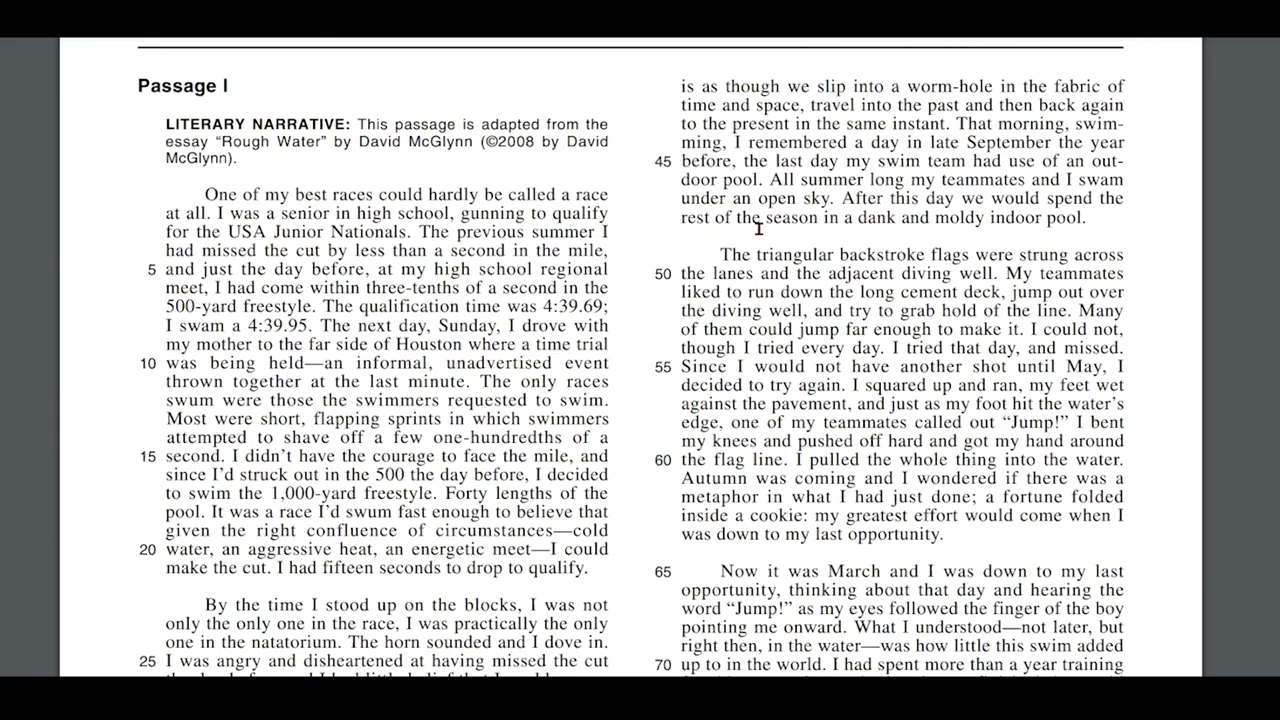 Passage I
LITERARY NARRATIVE: This passage is adapted from the
essay “Rough Water” by David McGlynn (©2008 by David
McGlynn).
One of my best races could hardly be called a race
at all. I was a senior in high school, gunning to qualify
for the USA Junior Nationals. The previous summer I
had missed the cut by less than a second in the mile,
5 and just the day before, at my high school regional
meet, I had come within three-tenths of a second in the
500-yard freestyle. The qualification time was 4:39.69;
I swam a 4:39.95. The next day, Sunday, I drove with
my mother to the far side of Houston where a time trial
10 was being held—an informal, unadvertised event
thrown together at the last minute. The only races
swum were those the swimmers requested to swim.
Most were short, flapping sprints in which swimmers
attempted to shave off a few one-hundredths of a
15 second. I didn’t have the courage to face the mile, and
since I’d struck out in the 500 the day before, I decided
to swim the 1,000-yard freestyle. Forty lengths of the
pool. It was a race I’d swum fast enough to believe that
given the right confluence of circumstances—cold
20 water, an aggressive heat, an energetic meet—I could
make the cut. I had fifteen seconds to drop to qualify.
By the time I stood up on the blocks, I was not
only the only one in the race, I was practically the only
one in the natatorium. The horn sounded and I dove in.
25 I was angry and disheartened at having missed the cut
is as though we slip into a worm-hole in the fabric of
time and space, travel into the past and then back again
to the present in the same instant. That morning, swim-
ming, I remembered a day in late September the year
45 before, the last day my swim team had use of an out-
door pool. All summer long my teammates and I swam
under an open sky. After this day we would spend the
rest of the season in a dank and moldy indoor pool.
The triangular backstroke flags were strung across
50 the lanes and the adjacent diving well. My teammates
liked to run down the long cement deck, jump out over
the diving well, and try to grab hold of the line. Many
of them could jump far enough to make it. I could not,
though I tried every day. I tried that day, and missed.
55 Since I would not have another shot until May, I
decided to try again. I squared up and ran, my feet wet
against the pavement, and just as my foot hit the water’s
edge, one of my teammates called out “Jump!” I bent
my knees and pushed off hard and got my hand around
60 the flag line. I pulled the whole thing into the water.
Autumn was coming and I wondered if there was a
metaphor in what I had just done; a fortune folded
inside a cookie: my greatest effort would come when I
was down to my last opportunity.
65 Now it was March and I was down to my last
opportunity, thinking about that day and hearing the
word “Jump!” as my eyes followed the finger of the boy
pointing me onward. What I understood—not later, but
right then, in the water—was how little this swim added
70 up to in the world. I had spent more than a year training